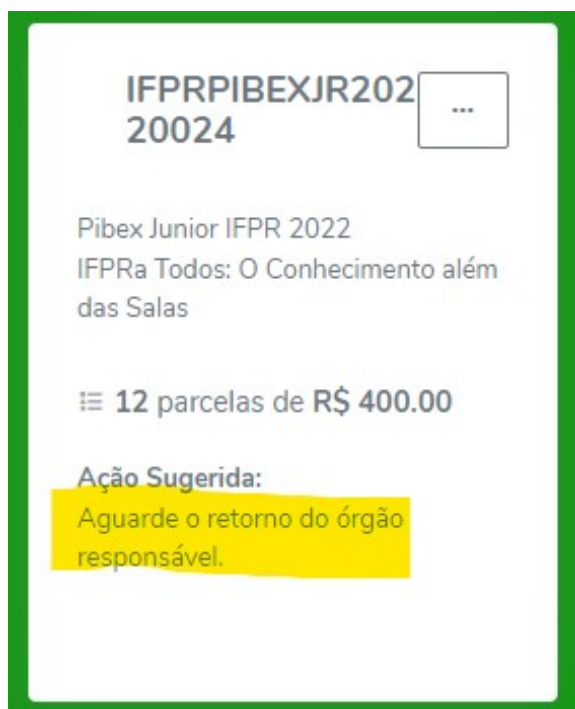 IFPRPIBEXJR202
20024
...
Pibex Junior IFPR 2022
IFPRa Todos: O Conhecimento além
das Salas
12 parcelas de R$ 400.00
Ação Sugerida:
Aguarde o retorno do órgão
responsável.